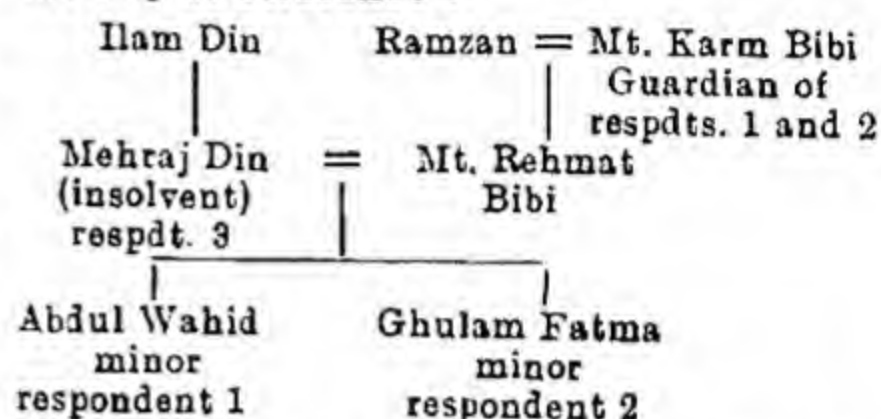 Ilam Din Ramzan = Mt. Karm Bibi
Guardian of
respdts. 1 and 2
Mehraj Din = Mt. Rehmat
(insolvent) Bibi
respdt. 3
Abdul Wahid Ghulam Fatma
minor minor
respondent 1 respondent 2